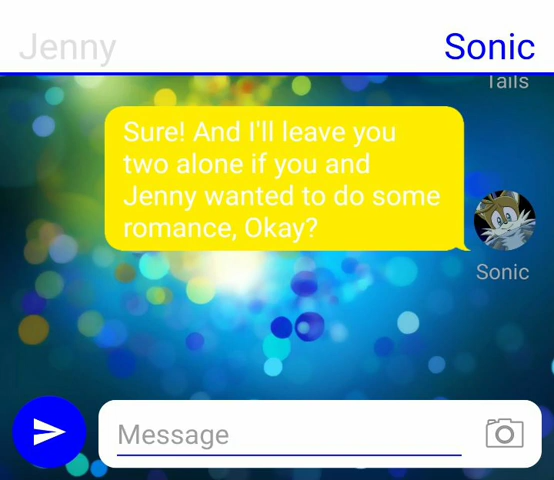 Jenny
Sonic
Tails
Sure! And I'll leave you
two alone if you and
Jenny wanted to do some
romance, Okay?
Sonic
Message